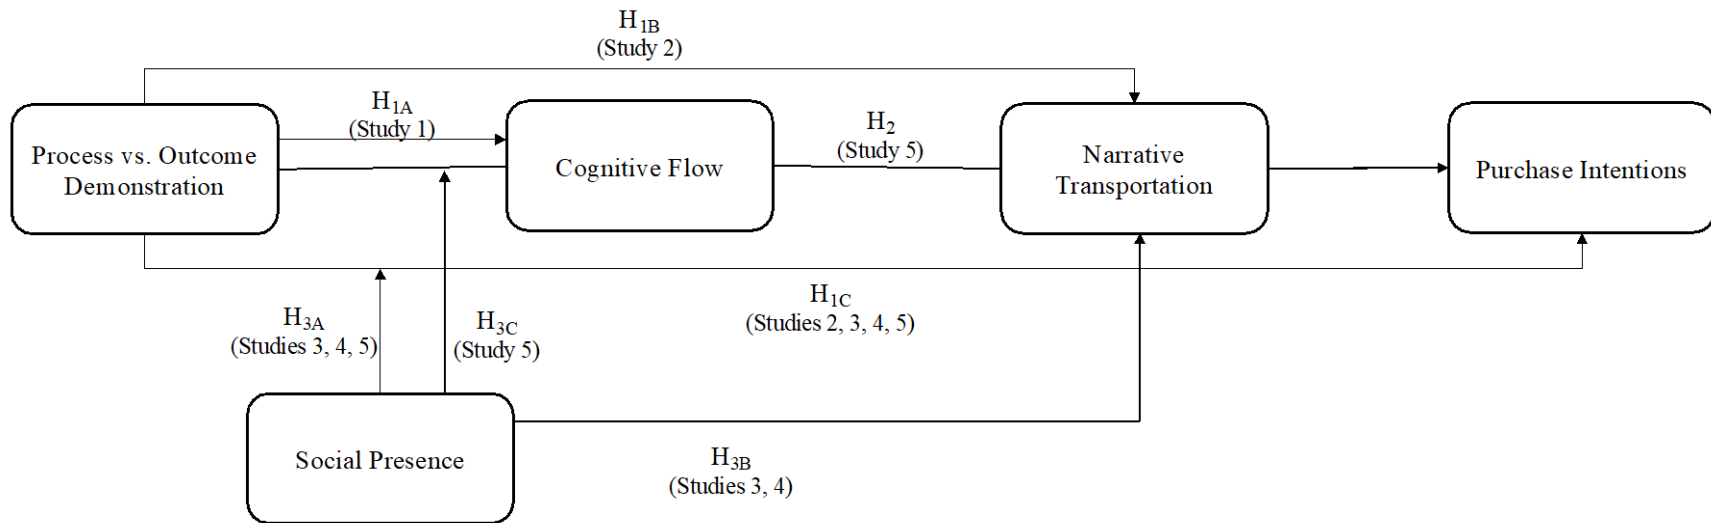 H1B
(Study 2)
H1A
(Study 1)
Process vs. Outcome
Demonstration
Cognitive Flow
H2
(Study 5)
Narrative
Transportation
Purchase Intentions
H3A
(Studies 3, 4, 5)
H3C
(Study 5)
H1C
(Studies 2, 3, 4, 5)
Social Presence
H3B
(Studies 3, 4)